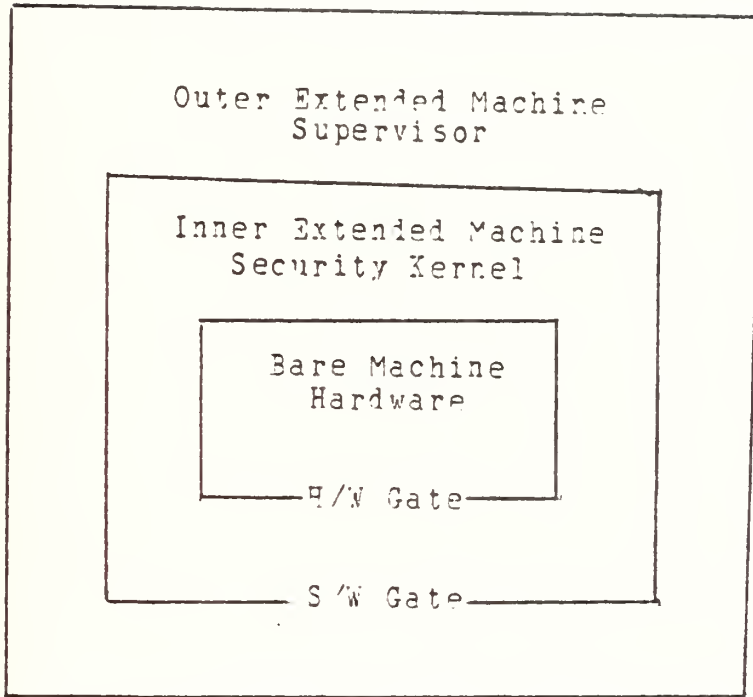 Outer Extended Machine
Supervisor
Inner Extended Machine
Security Kernel
Bare Machine
Hardware
H/W Gate
S/W Gate